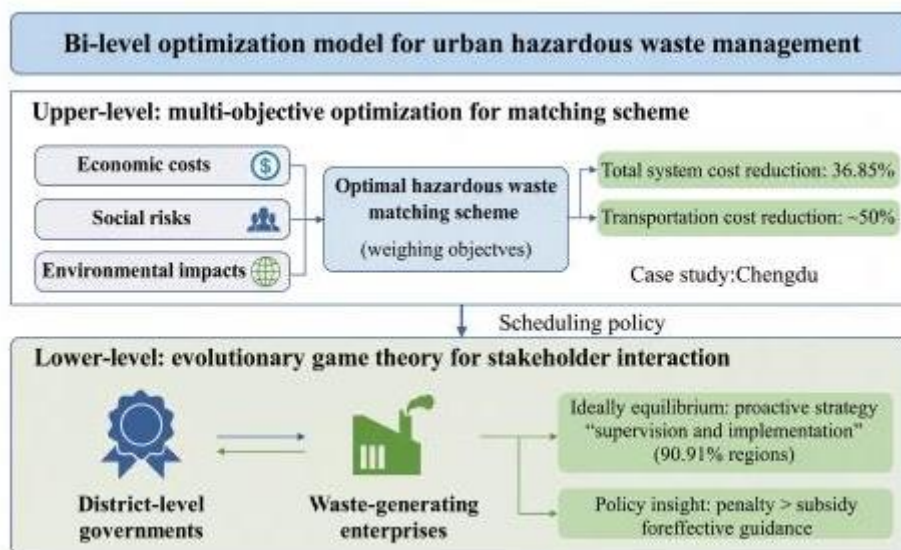 Bi-level optimization model for urban hazardous waste management
Upper-level: multi-objective optimization for matching scheme
Economic costs
$
Social risks
Environmental impacts
Optimal hazardous waste
matching scheme
(weighing objectves)
Total system cost reduction: 36.85%
Transportation cost reduction: ~50%
Case study:Chengdu
Scheduling policy
Lower-level: evolutionary game theory for stakeholder interaction
District-level
governments
Waste-generating
enterprises
Ideally equilibrium: proactive strategy
“supervision and implementation”
(90.91% regions)
Policy insight: penalty > subsidy
foreffective guidance